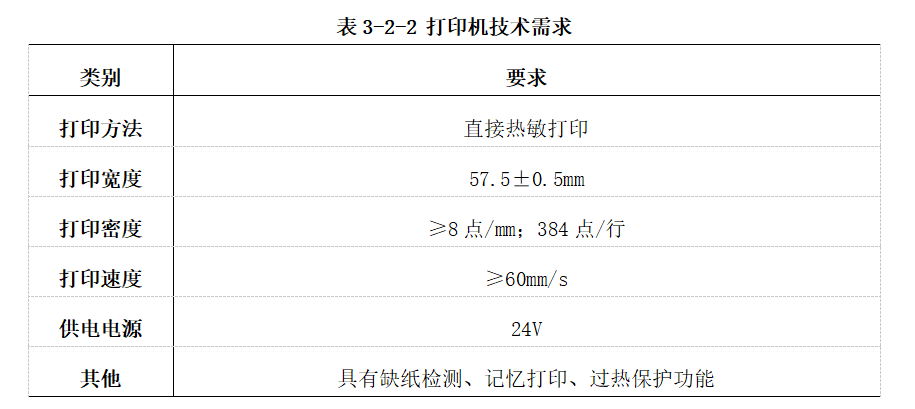 表 3-2-2 打印机技术需求
类别 要求
打印方法 直接热敏打印
打印宽度 57.5±0.5mm
打印密度 ≥8 点/mm；384 点/行
打印速度 ≥60mm/s
供电电源 24V
其他 具有缺纸检测、记忆打印、过热保护功能